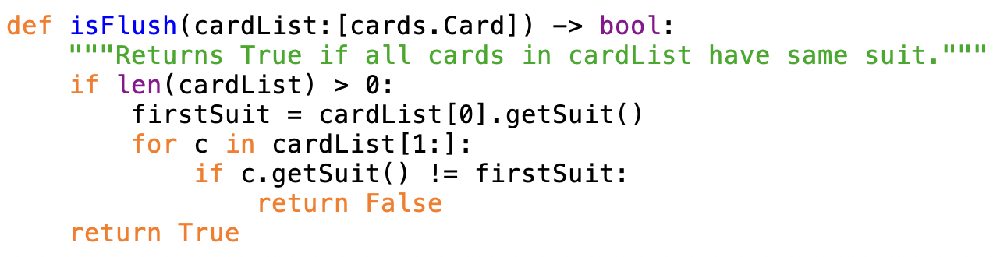 def isFlush(cardList:[cards.Card]) -> bool:
    """Returns True if all cards in cardList have same suit."""
    if len(cardList) > 0:
        firstSuit = cardList[0].getSuit()
        for c in cardList[1:]:
            if c.getSuit() != firstSuit:
                return False
    return True